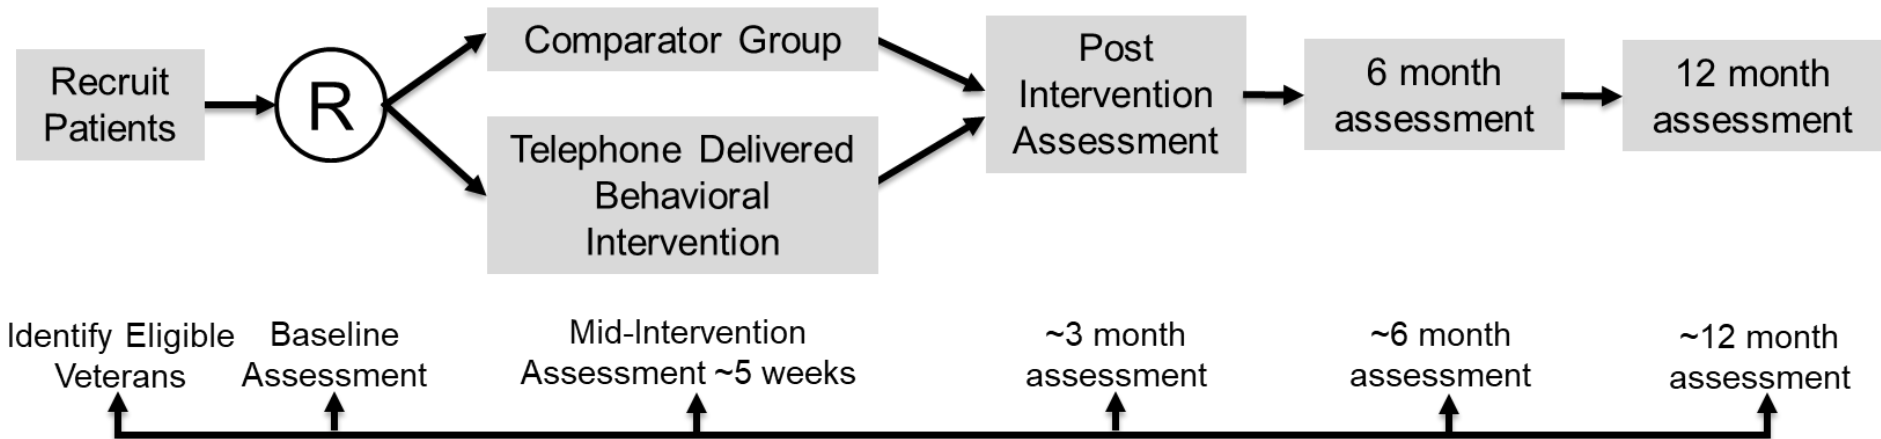 Recruit
Patients
R
Comparator Group
Telephone Delivered
Behavioral
Intervention
Post
Intervention
Assessment
6 month
assessment
12 month
assessment
Identify Eligible
Veterans
Baseline
Assessment
Mid-Intervention
Assessment ~5 weeks
~3 month
assessment
~6 month
assessment
~12 month
assessment